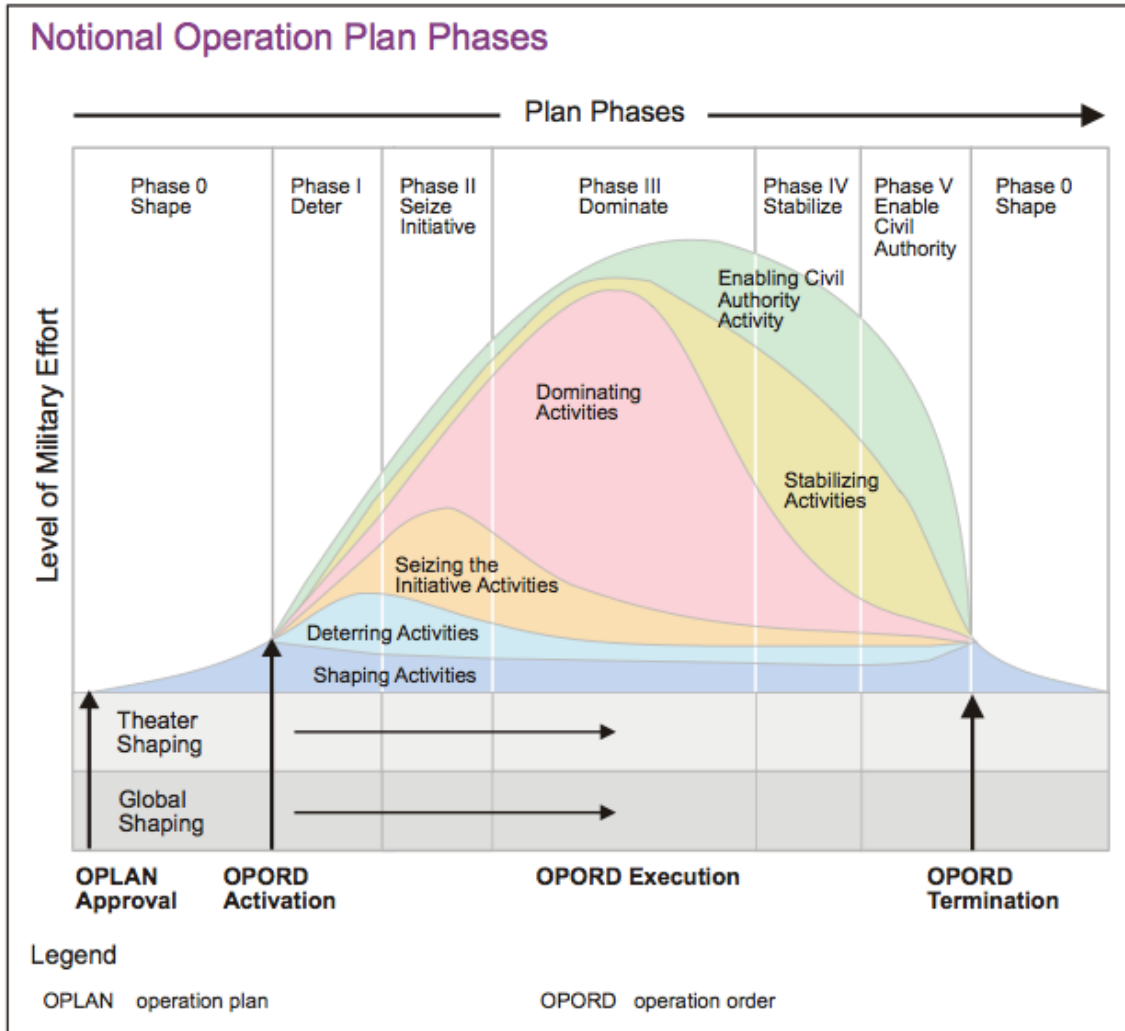 Notional Operation Plan Phases
Plan Phases
Phase 0
Shape
Phase I
Deter
Phase II
Seize
Initiative
Phase III
Dominate
Phase IV
Stabilize
Phase V
Enable
Civil
Authority
Phase 0
Shape
Level of Military Effort
Enabling Civil
Authority
Activity
Dominating
Activities
Stabilizing
Activities
Seizing the
Initiative Activities
Deterring Activities
Shaping Activities
Theater
Shaping
Global
Shaping
OPLAN
Approval
OPORD
Activation
OPORD Execution
OPORD
Termination
Legend
OPLAN operation plan
OPORD operation order